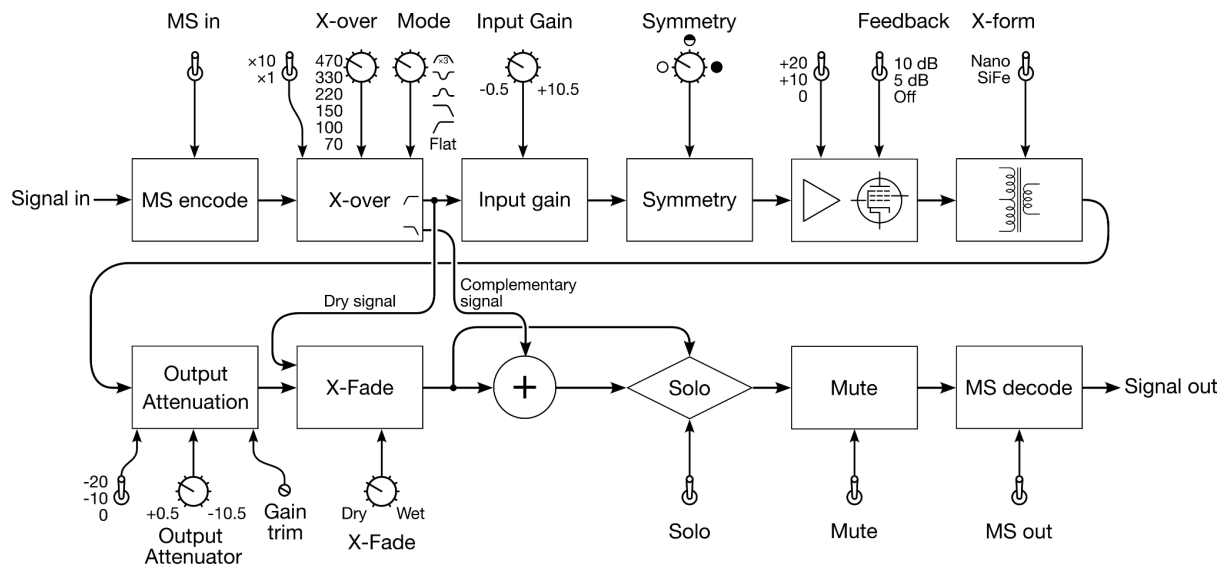 MS in
X-over
Mode
Input Gain
Symmetry
Feedback
X-form
×10
×1
470
330
220
150
100
70
×3
Flat
-0.5
+10.5
+20
+10
0
10 dB
5 dB
Off
Nano
SiFe
Signal in
MS encode
X-over
Input gain
Symmetry
Dry signal
Complementary
signal
Output
Attenuation
X-Fade
+
Solo
Mute
MS decode
Signal out
-20
-10
0
+0.5
-10.5
Output
Attenuator
Gain
trim
Dry
Wet
X-Fade
Solo
Mute
MS out